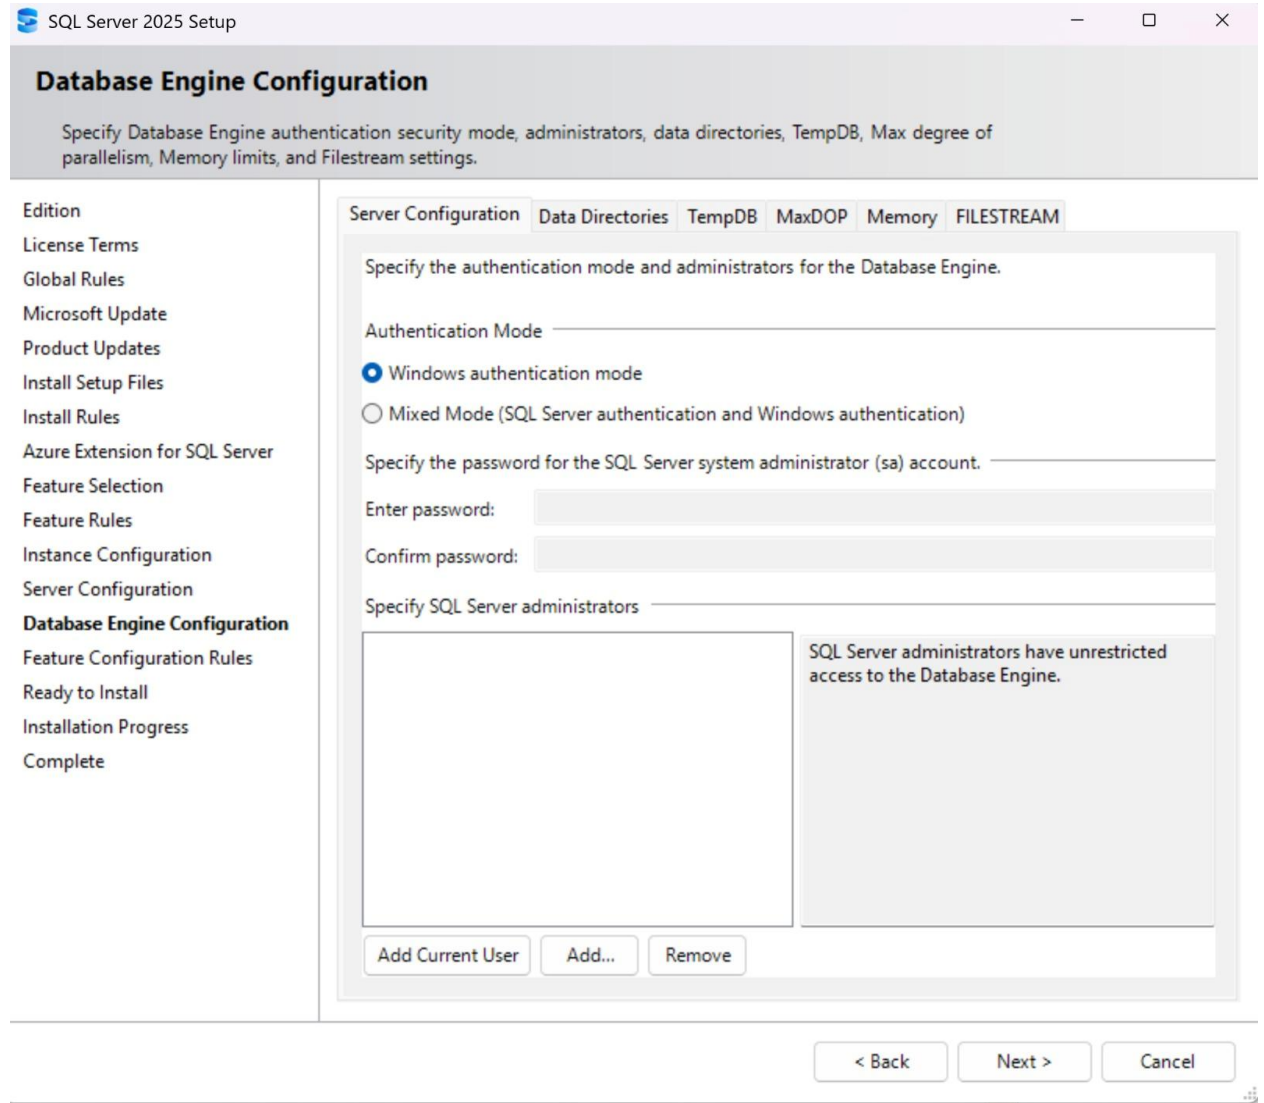 SQL Server 2025 Setup
Database Engine Configuration
Specify Database Engine authentication security mode, administrators, data directories, TempDB, Max degree of
parallelism, Memory limits, and Filestream settings.
Edition
License Terms
Global Rules
Microsoft Update
Product Updates
Install Setup Files
Install Rules
Azure Extension for SQL Server
Feature Selection
Feature Rules
Instance Configuration
Server Configuration
Database Engine Configuration
Feature Configuration Rules
Ready to Install
Installation Progress
Complete
Server Configuration Data Directories TempDB MaxDOP Memory FILESTREAM
Specify the authentication mode and administrators for the Database Engine.
Authentication Mode
Windows authentication mode
Mixed Mode (SQL Server authentication and Windows authentication)
Specify the password for the SQL Server system administrator (sa) account.
Enter password:
Confirm password:
Specify SQL Server administrators
SQL Server administrators have unrestricted
access to the Database Engine.
Add Current User Add... Remove
< Back Next > Cancel